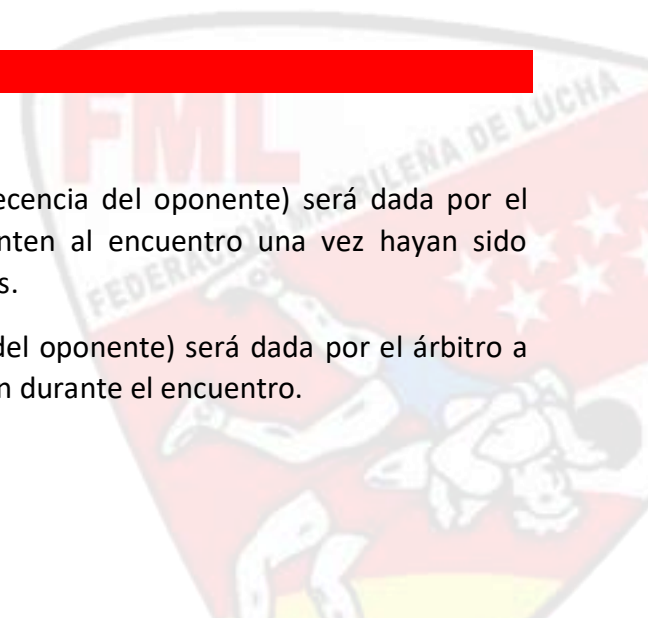 FML
FEDERACIÓN MADRILEÑA DE LUCHA
ecencia del oponente) será dada por el
nten al encuentro una vez hayan sido
s.
del oponente) será dada por el árbitro a
n durante el encuentro.